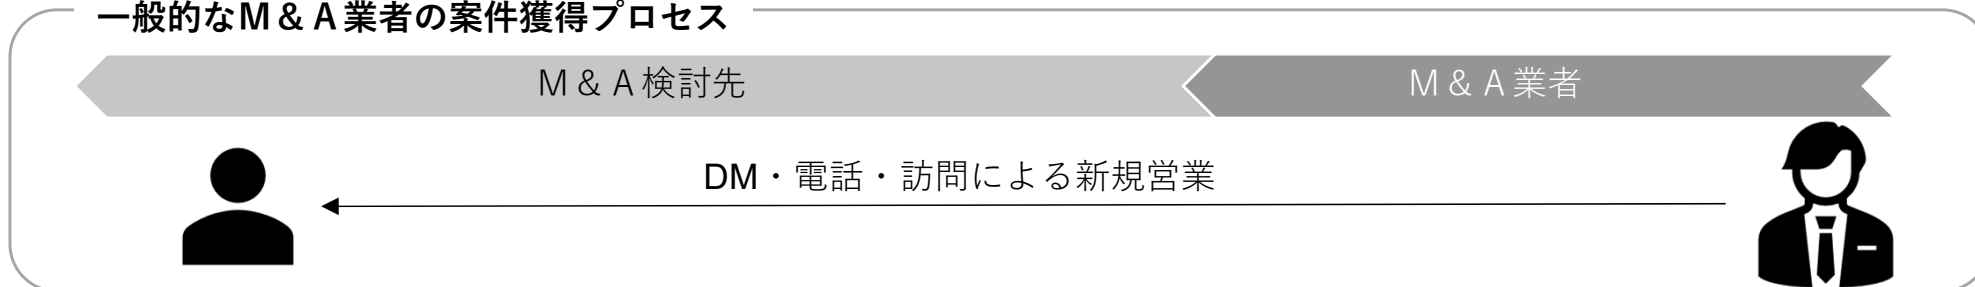 一般的なＭ＆Ａ業者の案件獲得プロセス
Ｍ＆Ａ検討先
Ｍ＆Ａ業者
DM・電話・訪問による新規営業